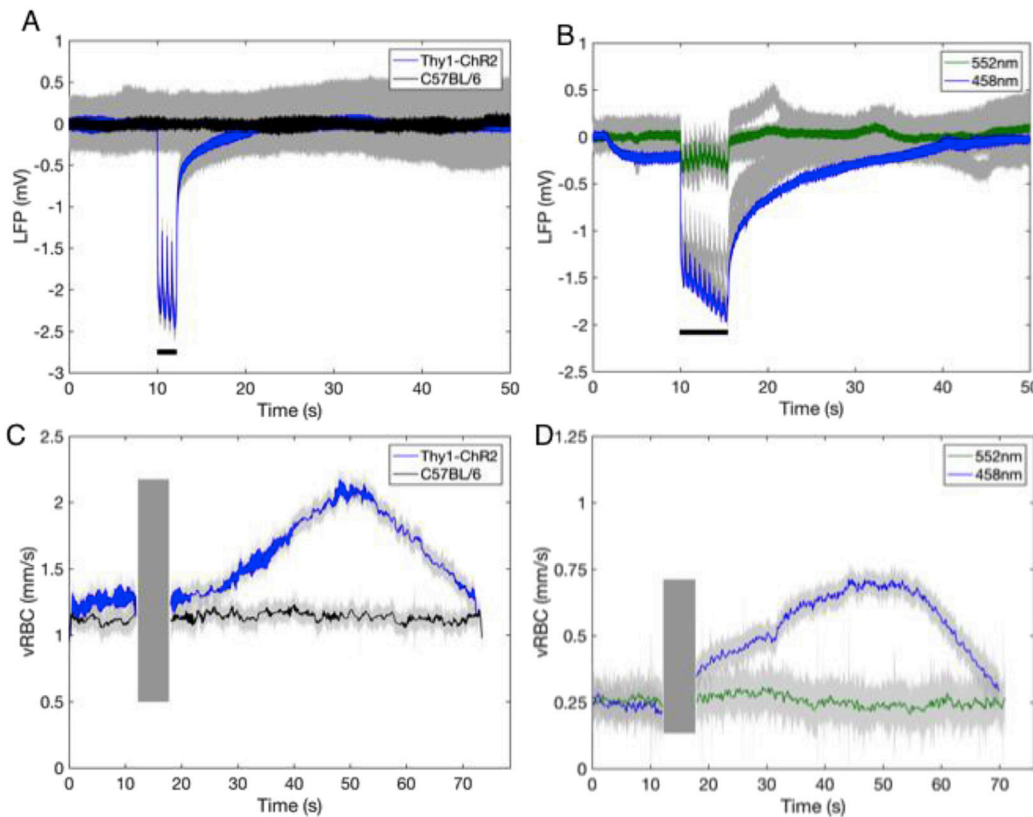 A
Thy1-ChR2
C57BL/6
1
0.5
0
-0.5
-1
-1.5
-2
-2.5
-3
LFP (mV)
0 10 20 30 40 50
Time (s)
B
552nm
458nm
1
0.5
0
-0.5
-1
-1.5
-2
-2.5
LFP (mV)
0 10 20 30 40 50
Time (s)
C
Thy1-ChR2
C57BL/6
2.5
2
1.5
1
0.5
0
vRBC (mm/s)
0 10 20 30 40 50 60 70
Time (s)
D
552nm
458nm
1.25
1
0.75
0.5
0.25
0
vRBC (mm/s)
0 10 20 30 40 50 60 70
Time (s)